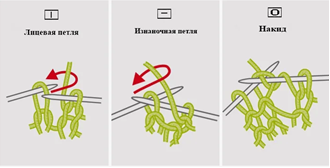 Лицевая петля
Изнаночная петля
Накид